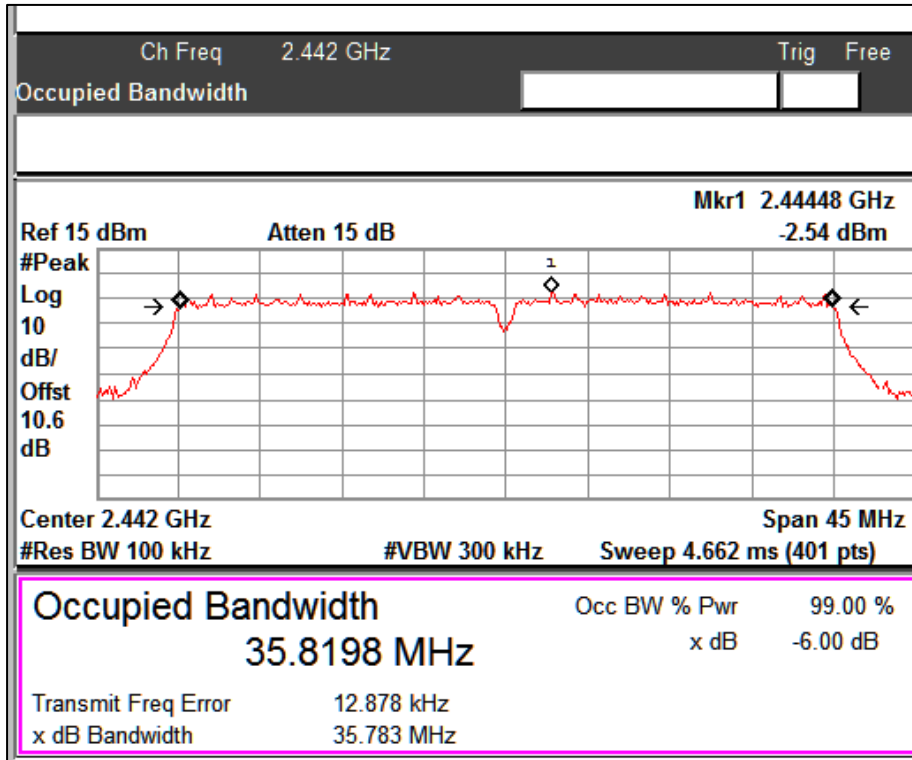 Ch Freq 2.442 GHz Trig Free
Occupied Bandwidth
Mkr1 2.44448 GHz
Ref 15 dBm Atten 15 dB -2.54 dBm
#Peak
Log
10
dB/
Offst
10.6
dB
1
Center 2.442 GHz Span 45 MHz
#Res BW 100 kHz #VBW 300 kHz Sweep 4.662 ms (401 pts)
Occupied Bandwidth Occ BW % Pwr 99.00 %
35.8198 MHz x dB -6.00 dB
Transmit Freq Error 12.878 kHz
x dB Bandwidth 35.783 MHz